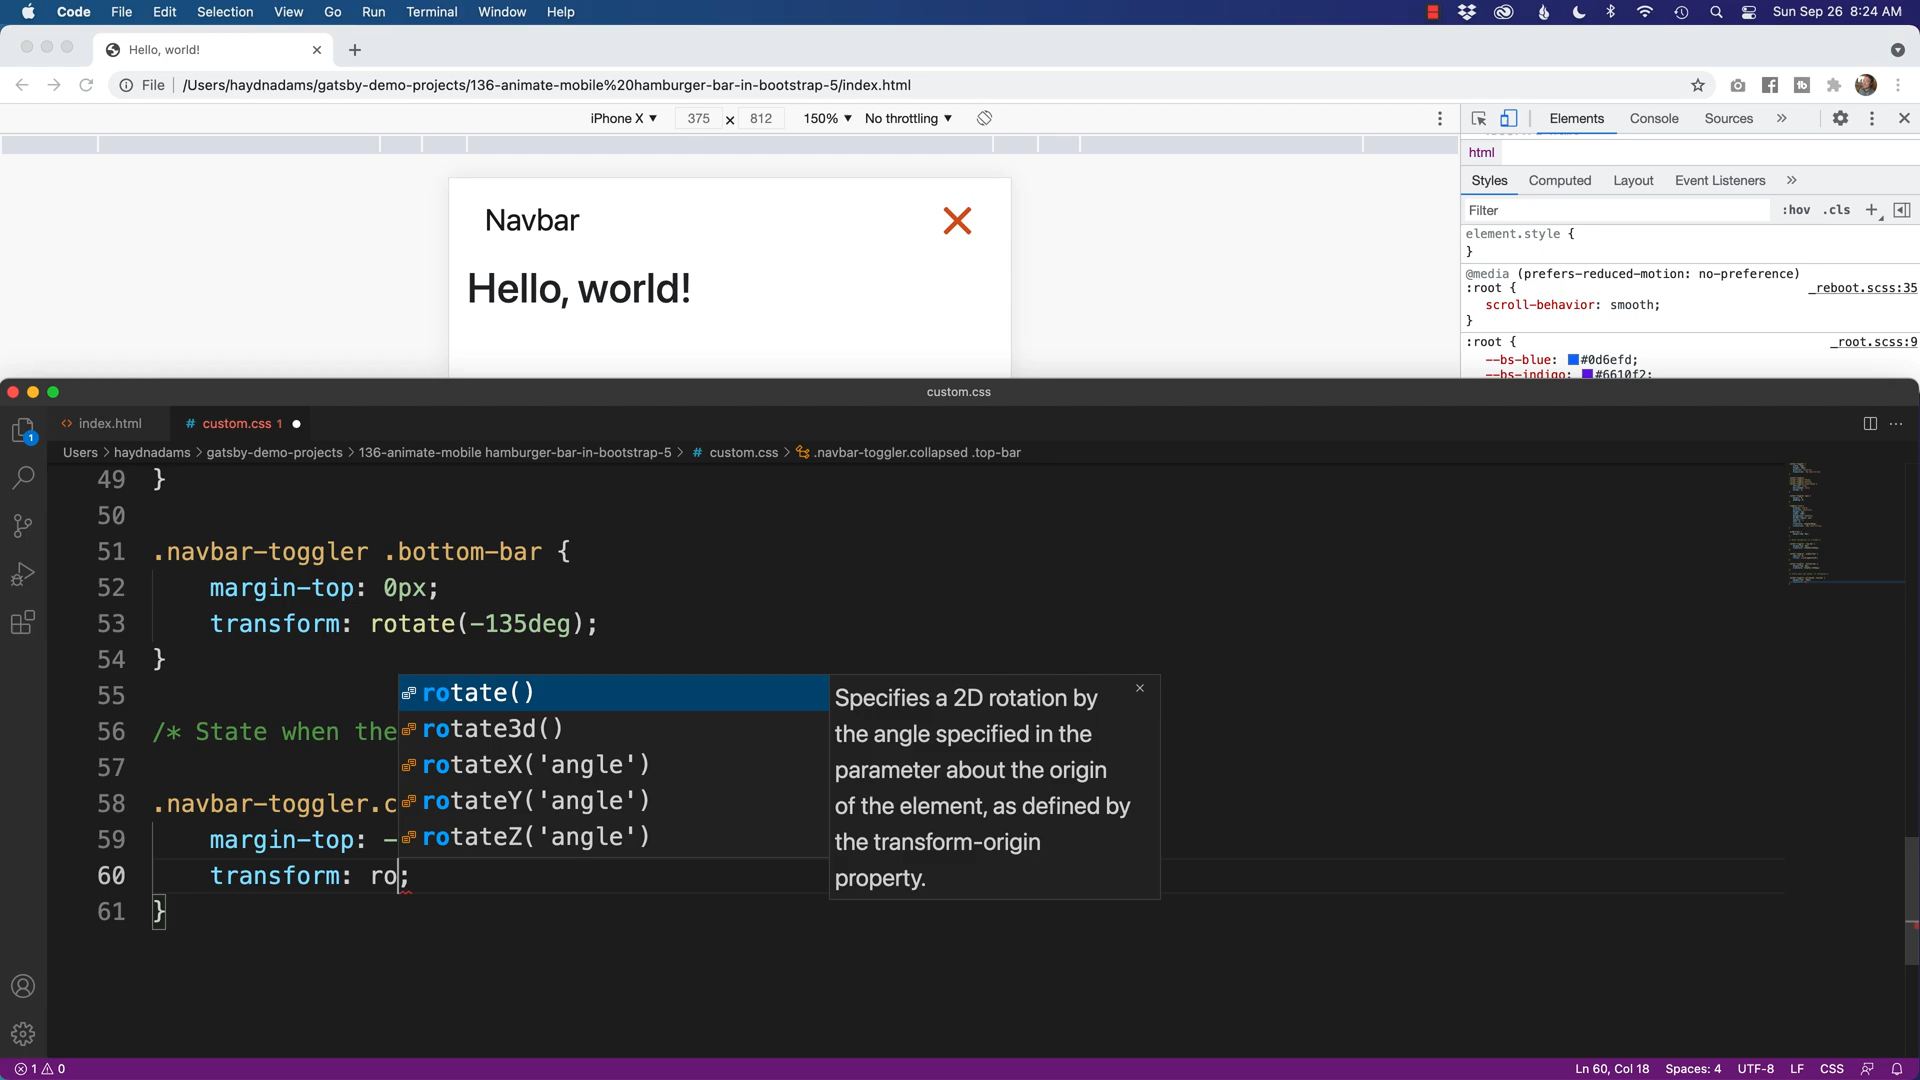 Code File Edit Selection View Go Run Terminal Window Help Sun Sep 26 8:24 AM
Hello, world!
File /Users/haydnadams/gatsby-demo-projects/136-animate-mobile%20hamburger-bar-in-bootstrap-5/index.html
iPhone X ▼ 375 x 812 150% ▼ No throttling ▼ Elements Console Sources »
html
Styles Computed Layout Event Listeners »
Filter :hov .cls +
element.style {
}
@media (prefers-reduced-motion: no-preference)
:root { _reboot.scss:35
scroll-behavior: smooth;
}
:root { _root.scss:9
--bs-blue: #0d6efd;
--bs-indigo: #6610f2;
Navbar
Hello, world!
custom.css
index.html # custom.css 1
Users > haydnadams > gatsby-demo-projects > 136-animate-mobile hamburger-bar-in-bootstrap-5 > # custom.css > .navbar-toggler.collapsed .top-bar
49 }
50
51 .navbar-toggler .bottom-bar {
52 margin-top: 0px;
53 transform: rotate(-135deg);
54 }
55
56 /* State when the
57
58 .navbar-toggler.c
59 margin-top: -
60 transform: ro;
61 }
rotate()
rotate3d()
rotateX('angle')
rotateY('angle')
rotateZ('angle')
Specifies a 2D rotation by
the angle specified in the
parameter about the origin
of the element, as defined by
the transform-origin
property.
1
1 0 Ln 60, Col 18 Spaces: 4 UTF-8 LF CSS